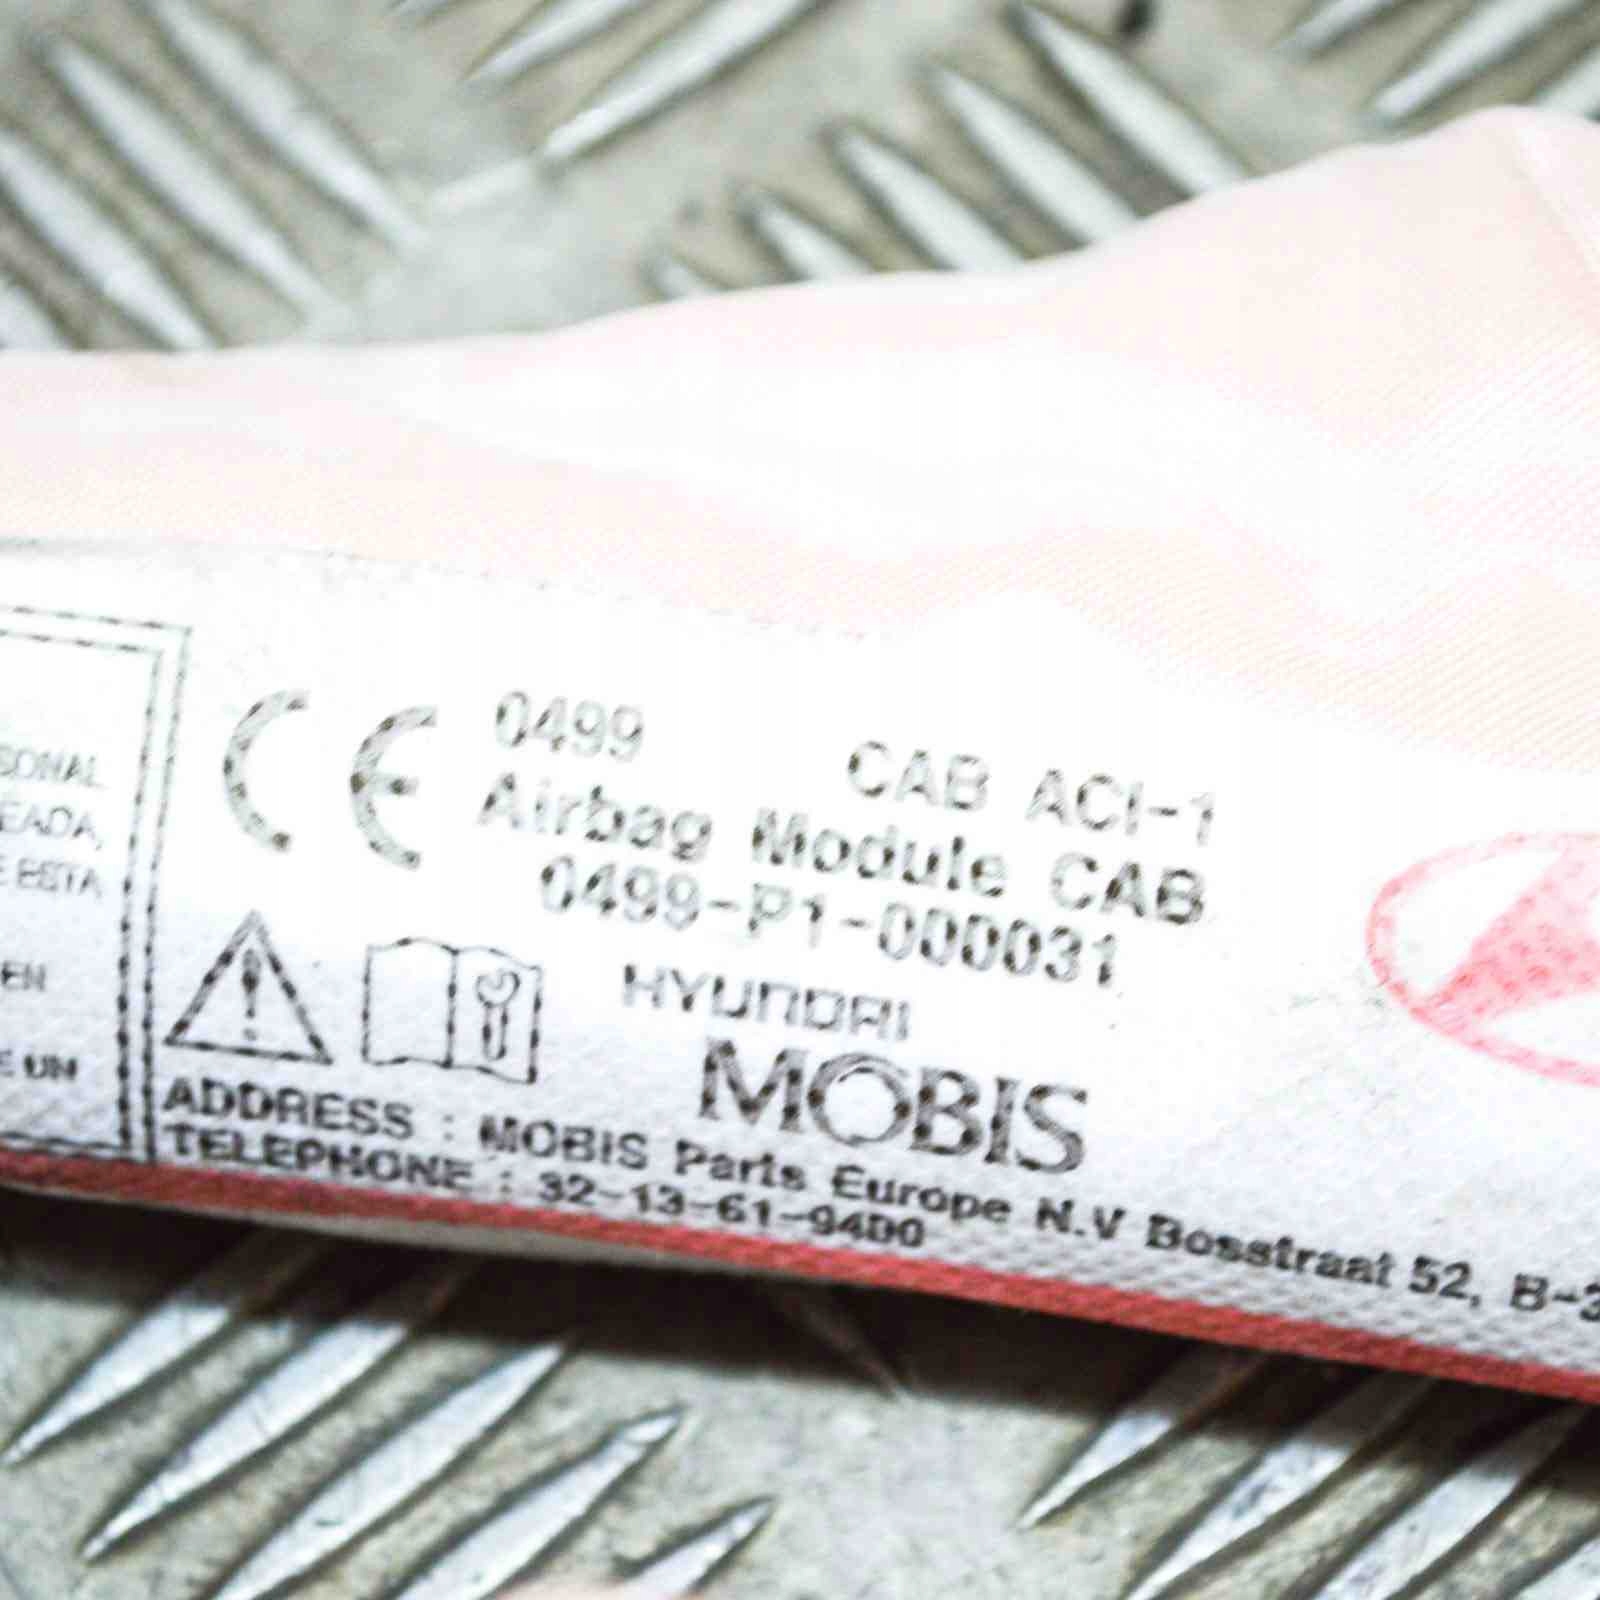 SONAL
EADA,
E ESTA
EN
E UN
CE 0499 CAB ACI-1
Airbag Module CAB
0499-P1-000031
HYUNDAI
MOBIS
ADDRESS : MOBIS Parts Europe N.V Bosstraat 52, B-3
TELEPHONE : 32-13-61-9400